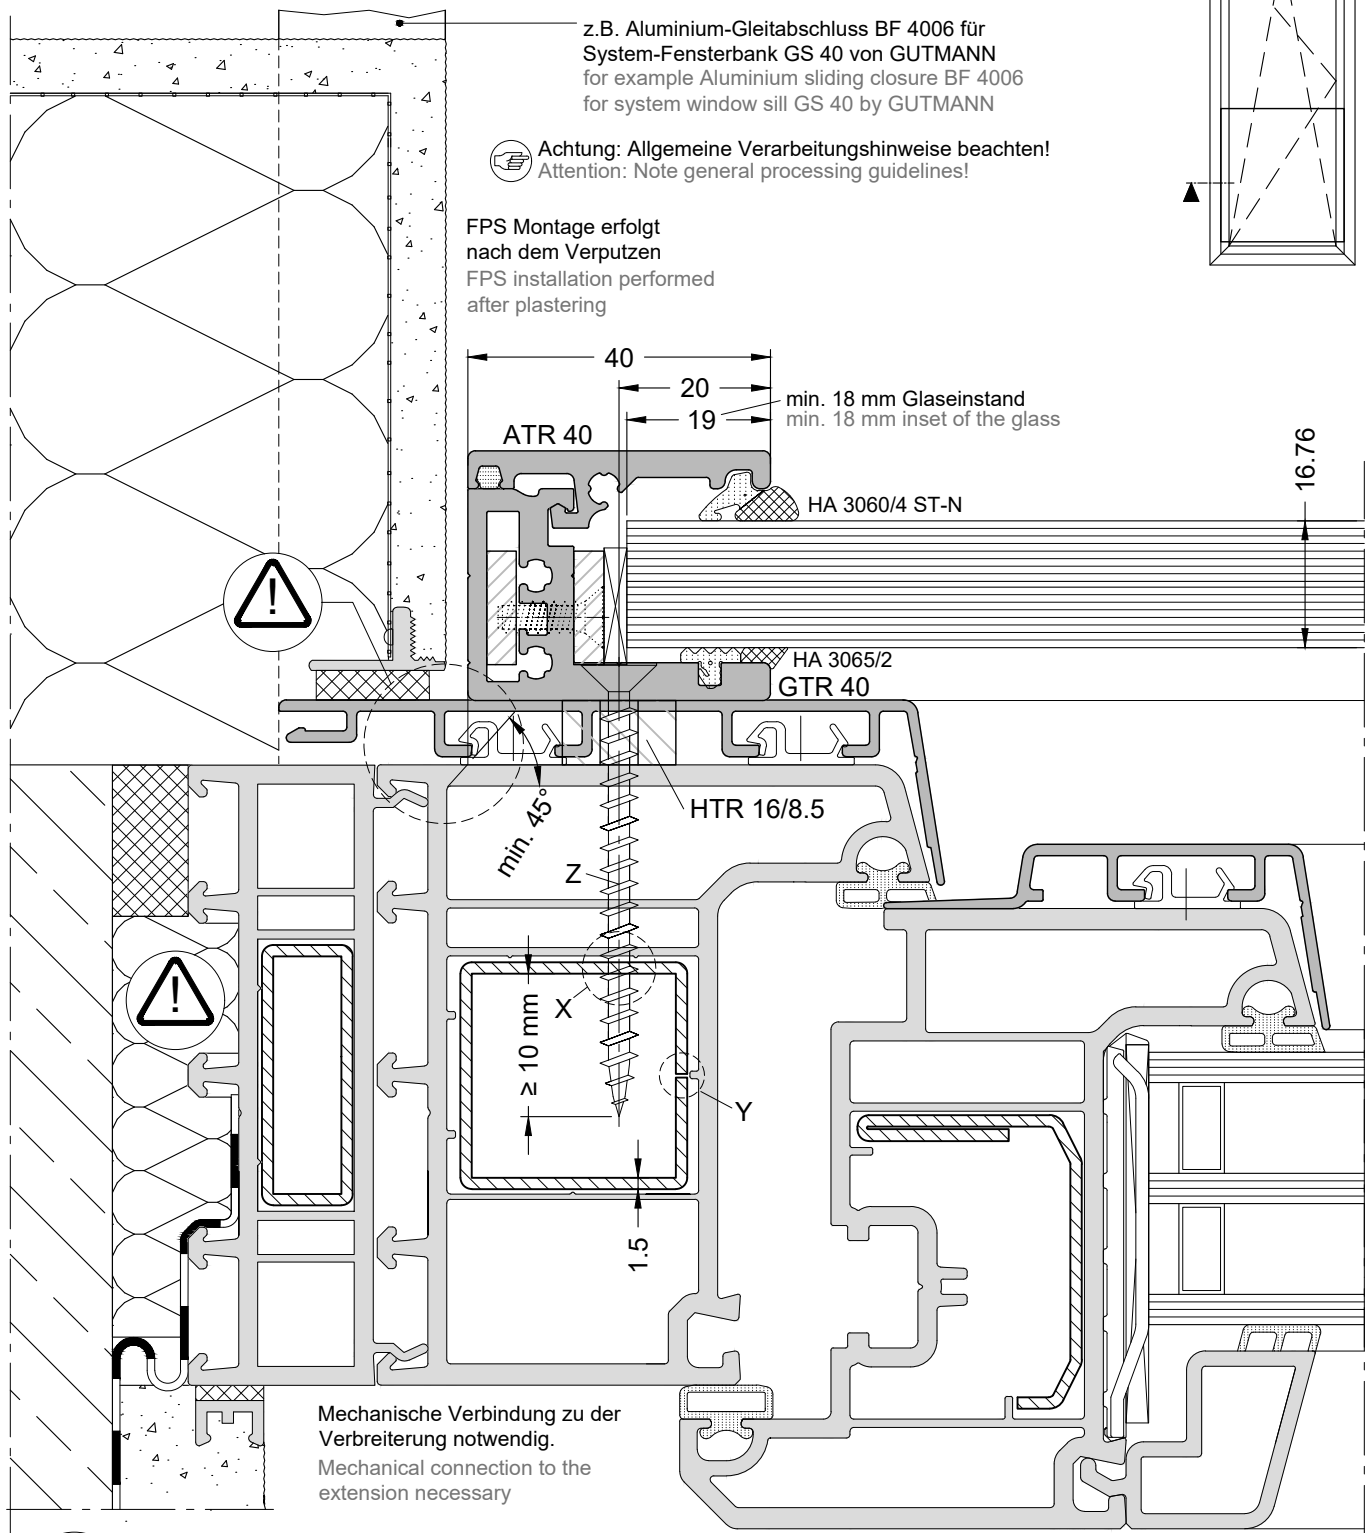 z.B. Aluminium-Gleitabschluss BF 4006 für
System-Fensterbank GS 40 von GUTMANN
for example Aluminium sliding closure BF 4006
for system window sill GS 40 by GUTMANN
Achtung: Allgemeine Verarbeitungshinweise beachten!
Attention: Note general processing guidelines!
FPS Montage erfolgt
nach dem Verputzen
FPS installation performed
after plastering
40
20
19
min. 18 mm Glaseinstand
min. 18 mm inset of the glass
ATR 40
16.76
HA 3060/4 ST-N
!
HA 3065/2
GTR 40
HTR 16/8.5
min. 45°
Z
!
X
≥ 10 mm
Y
1.5
Mechanische Verbindung zu der
Verbreiterung notwendig.
Mechanical connection to the
extension necessary